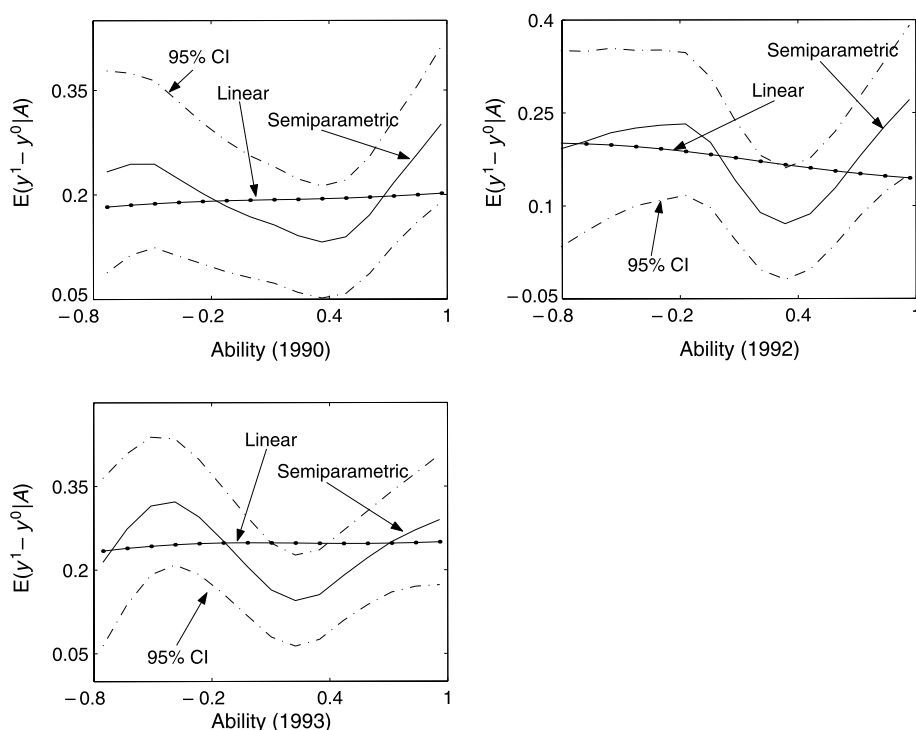 E(y¹− y⁰|A)
0.35
0.2
0.05
95% CI
Linear
Semiparametric
−0.8
−0.2
0.4
1
Ability (1990)
E(y¹− y⁰|A)
0.4
0.25
0.1
−0.05
Semiparametric
Linear
95% CI
−0.8
−0.2
0.4
1
Ability (1992)
E(y¹− y⁰|A)
0.35
0.2
0.05
Linear
Semiparametric
95% CI
−0.8
−0.2
0.4
1
Ability (1993)